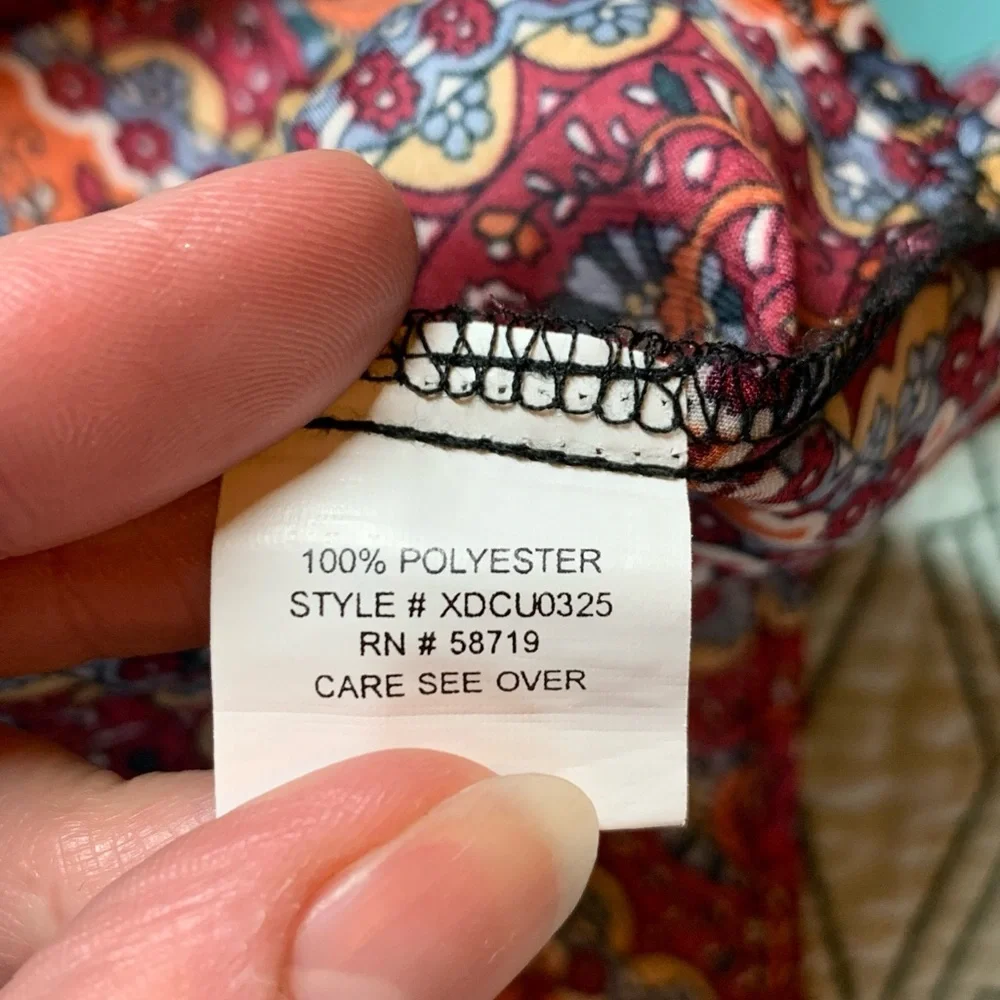 100% POLYESTER
STYLE # XDCU0325
RN # 58719
CARE SEE OVER